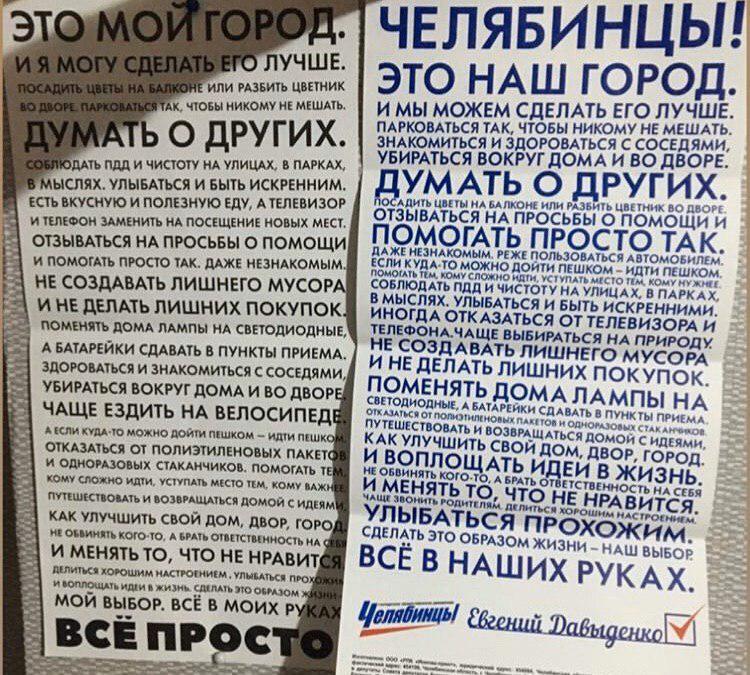 ЭТО МОЙ ГОРОД.
И Я МОГУ СДЕЛАТЬ ЕГО ЛУЧШЕ.
ПОСАДИТЬ ЦВЕТЫ НА БАЛКОНЕ ИЛИ РАЗБИТЬ ЦВЕТНИК
ВО ДВОРЕ. ПАРКОВАТЬСЯ ТАК, ЧТОБЫ НИКОМУ НЕ МЕШАТЬ.
ДУМАТЬ О ДРУГИХ.
СОБЛЮДАТЬ ПДД И ЧИСТОТУ НА УЛИЦАХ, В ПАРКАХ,
В МЫСЛЯХ. УЛЫБАТЬСЯ И БЫТЬ ИСКРЕННИМ.
ЕСТЬ ВКУСНУЮ И ПОЛЕЗНУЮ ЕДУ, А ТЕЛЕВИЗОР
И ТЕЛЕФОН ЗАМЕНИТЬ НА ПОСЕЩЕНИЕ НОВЫХ МЕСТ.
ОТЗЫВАТЬСЯ НА ПРОСЬБЫ О ПОМОЩИ
И ПОМОГАТЬ ПРОСТО ТАК. ДАЖЕ НЕЗНАКОМЫМ.
НЕ СОЗДАВАТЬ ЛИШНЕГО МУСОРА
И НЕ ДЕЛАТЬ ЛИШНИХ ПОКУПОК.
ПОМЕНЯТЬ ДОМА ЛАМПЫ НА СВЕТОДИОДНЫЕ,
А БАТАРЕЙКИ СДАВАТЬ В ПУНКТЫ ПРИЕМА.
ЗДОРОВАТЬСЯ И ЗНАКОМИТЬСЯ С СОСЕДЯМИ,
УБИРАТЬСЯ ВОКРУГ ДОМА И ВО ДВОРЕ.
ЧАЩЕ ЕЗДИТЬ НА ВЕЛОСИПЕДЕ,
А ЕСЛИ КУДА-ТО МОЖНО ДОЙТИ ПЕШКОМ – ИДТИ ПЕШКОМ.
ОТКАЗАТЬСЯ ОТ ПОЛИЭТИЛЕНОВЫХ ПАКЕТОВ
И ОДНОРАЗОВЫХ СТАКАНЧИКОВ. ПОМОГАТЬ ТЕМ,
КОМУ СЛОЖНО ИДТИ, УСТУПАТЬ МЕСТО ТЕМ, КОМУ ВАЖНЕЕ
ПУТЕШЕСТВОВАТЬ И ВОЗВРАЩАТЬСЯ ДОМОЙ С ИДЕЯМИ,
КАК УЛУЧШИТЬ СВОЙ ДОМ, ДВОР, ГОРОД.
НЕ ОБВИНЯТЬ КОГО-ТО, А БРАТЬ ОТВЕТСТВЕННОСТЬ НА СЕБЯ
И МЕНЯТЬ ТО, ЧТО НЕ НРАВИТСЯ
ДЕЛИТЬСЯ ХОРОШИМ НАСТРОЕНИЕМ. УЛЫБАТЬСЯ ПРОХОЖИМ
И ВОПЛОЩАТЬ ИДЕИ В ЖИЗНЬ. СДЕЛАТЬ ЭТО ОБРАЗОМ ЖИЗНИ –
МОЙ ВЫБОР. ВСЁ В МОИХ РУКАХ
ВСЁ ПРОСТО
ЧЕЛЯБИНЦЫ!
ЭТО НАШ ГОРОД.
И МЫ МОЖЕМ СДЕЛАТЬ ЕГО ЛУЧШЕ.
ПАРКОВАТЬСЯ ТАК, ЧТОБЫ НИКОМУ НЕ МЕШАТЬ.
ЗНАКОМИТЬСЯ И ЗДОРОВАТЬСЯ С СОСЕДЯМИ,
УБИРАТЬСЯ ВОКРУГ ДОМА И ВО ДВОРЕ.
ДУМАТЬ О ДРУГИХ.
ПОСАДИТЬ ЦВЕТЫ НА БАЛКОНЕ ИЛИ РАЗБИТЬ ЦВЕТНИК ВО ДВОРЕ.
ОТЗЫВАТЬСЯ НА ПРОСЬБЫ О ПОМОЩИ И
ПОМОГАТЬ ПРОСТО ТАК.
ДАЖЕ НЕЗНАКОМЫМ. РЕЖЕ ПОЛЬЗОВАТЬСЯ АВТОМОБИЛЕМ.
ЕСЛИ КУДА-ТО МОЖНО ДОЙТИ ПЕШКОМ – ИДТИ ПЕШКОМ.
ПОМОГАТЬ ТЕМ, КОМУ СЛОЖНО ИДТИ, УСТУПАТЬ МЕСТО ТЕМ, КОМУ НУЖНЕЕ.
СОБЛЮДАТЬ ПДД И ЧИСТОТУ НА УЛИЦАХ, В ПАРКАХ,
В МЫСЛЯХ. УЛЫБАТЬСЯ И БЫТЬ ИСКРЕННИМИ.
ИНОГДА ОТКАЗАТЬСЯ ОТ ТЕЛЕВИЗОРА И
ТЕЛЕФОНА. ЧАЩЕ ВЫБИРАТЬСЯ НА ПРИРОДУ.
НЕ СОЗДАВАТЬ ЛИШНЕГО МУСОРА
И НЕ ДЕЛАТЬ ЛИШНИХ ПОКУПОК.
ПОМЕНЯТЬ ДОМА ЛАМПЫ НА
СВЕТОДИОДНЫЕ, А БАТАРЕЙКИ СДАВАТЬ В ПУНКТЫ ПРИЕМА.
ОТКАЗАТЬСЯ ОТ ПОЛИЭТИЛЕНОВЫХ ПАКЕТОВ И ОДНОРАЗОВЫХ СТАКАНЧИКОВ.
ПУТЕШЕСТВОВАТЬ И ВОЗВРАЩАТЬСЯ ДОМОЙ С ИДЕЯМИ,
КАК УЛУЧШИТЬ СВОЙ ДОМ, ДВОР, ГОРОД.
И ВОПЛОЩАТЬ ИДЕИ В ЖИЗНЬ.
НЕ ОБВИНЯТЬ КОГО-ТО, А БРАТЬ ОТВЕТСТВЕННОСТЬ НА СЕБЯ
И МЕНЯТЬ ТО, ЧТО НЕ НРАВИТСЯ.
ЧАЩЕ ЗВОНИТЬ РОДИТЕЛЯМ. ДЕЛИТЬСЯ ХОРОШИМ НАСТРОЕНИЕМ.
УЛЫБАТЬСЯ ПРОХОЖИМ.
СДЕЛАТЬ ЭТО ОБРАЗОМ ЖИЗНИ – НАШ ВЫБОР.
ВСЁ В НАШИХ РУКАХ.
Челябинцы! Евгений Давыденко